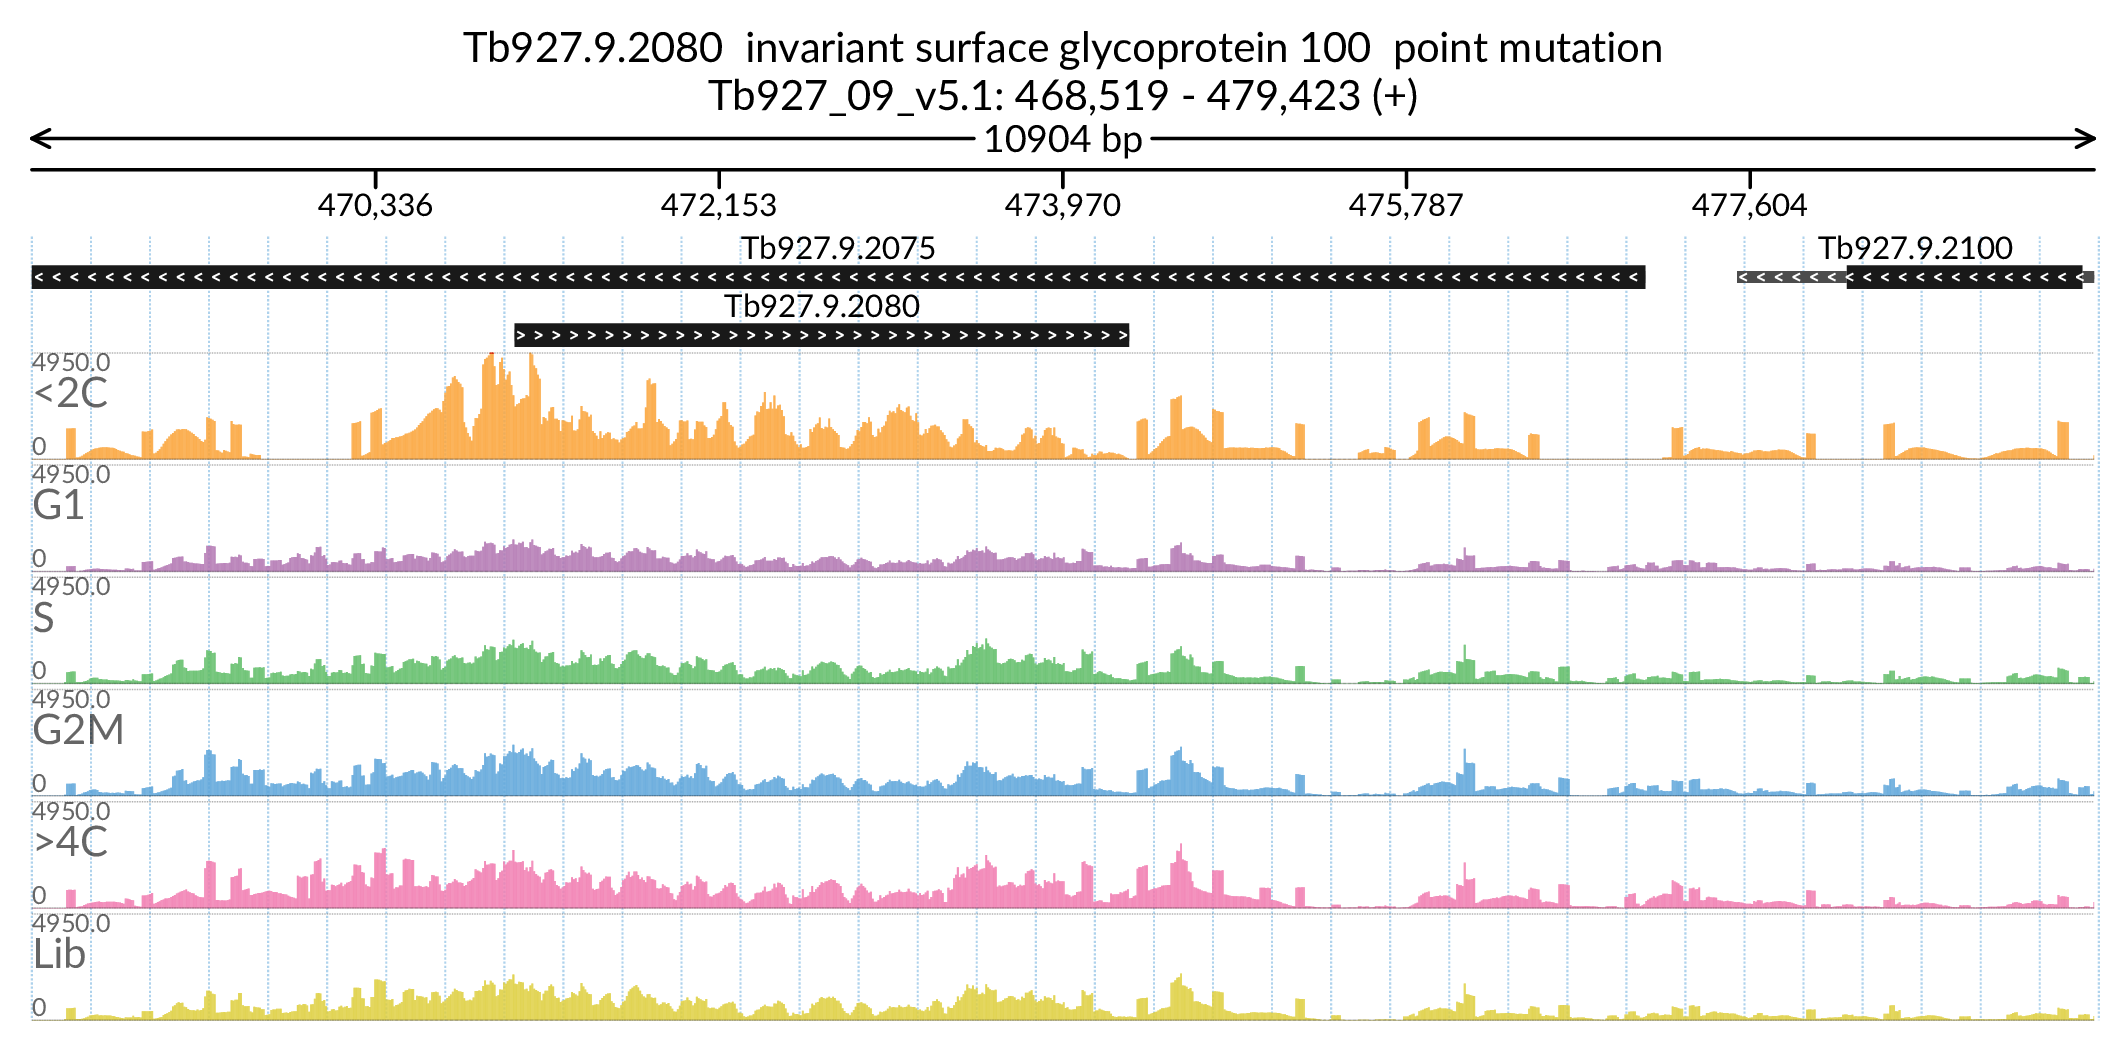 Tb927.9.2080  invariant surface glycoprotein 100  point mutation
Tb927_09_v5.1: 468,519 - 479,423 (+)
10904 bp
470,336 472,153 473,970 475,787 477,604
Tb927.9.2075 Tb927.9.2100
Tb927.9.2080
4950.0
<2C
0
4950.0
G1
0
4950.0
S
0
4950.0
G2M
0
4950.0
>4C
0
4950.0
Lib
0